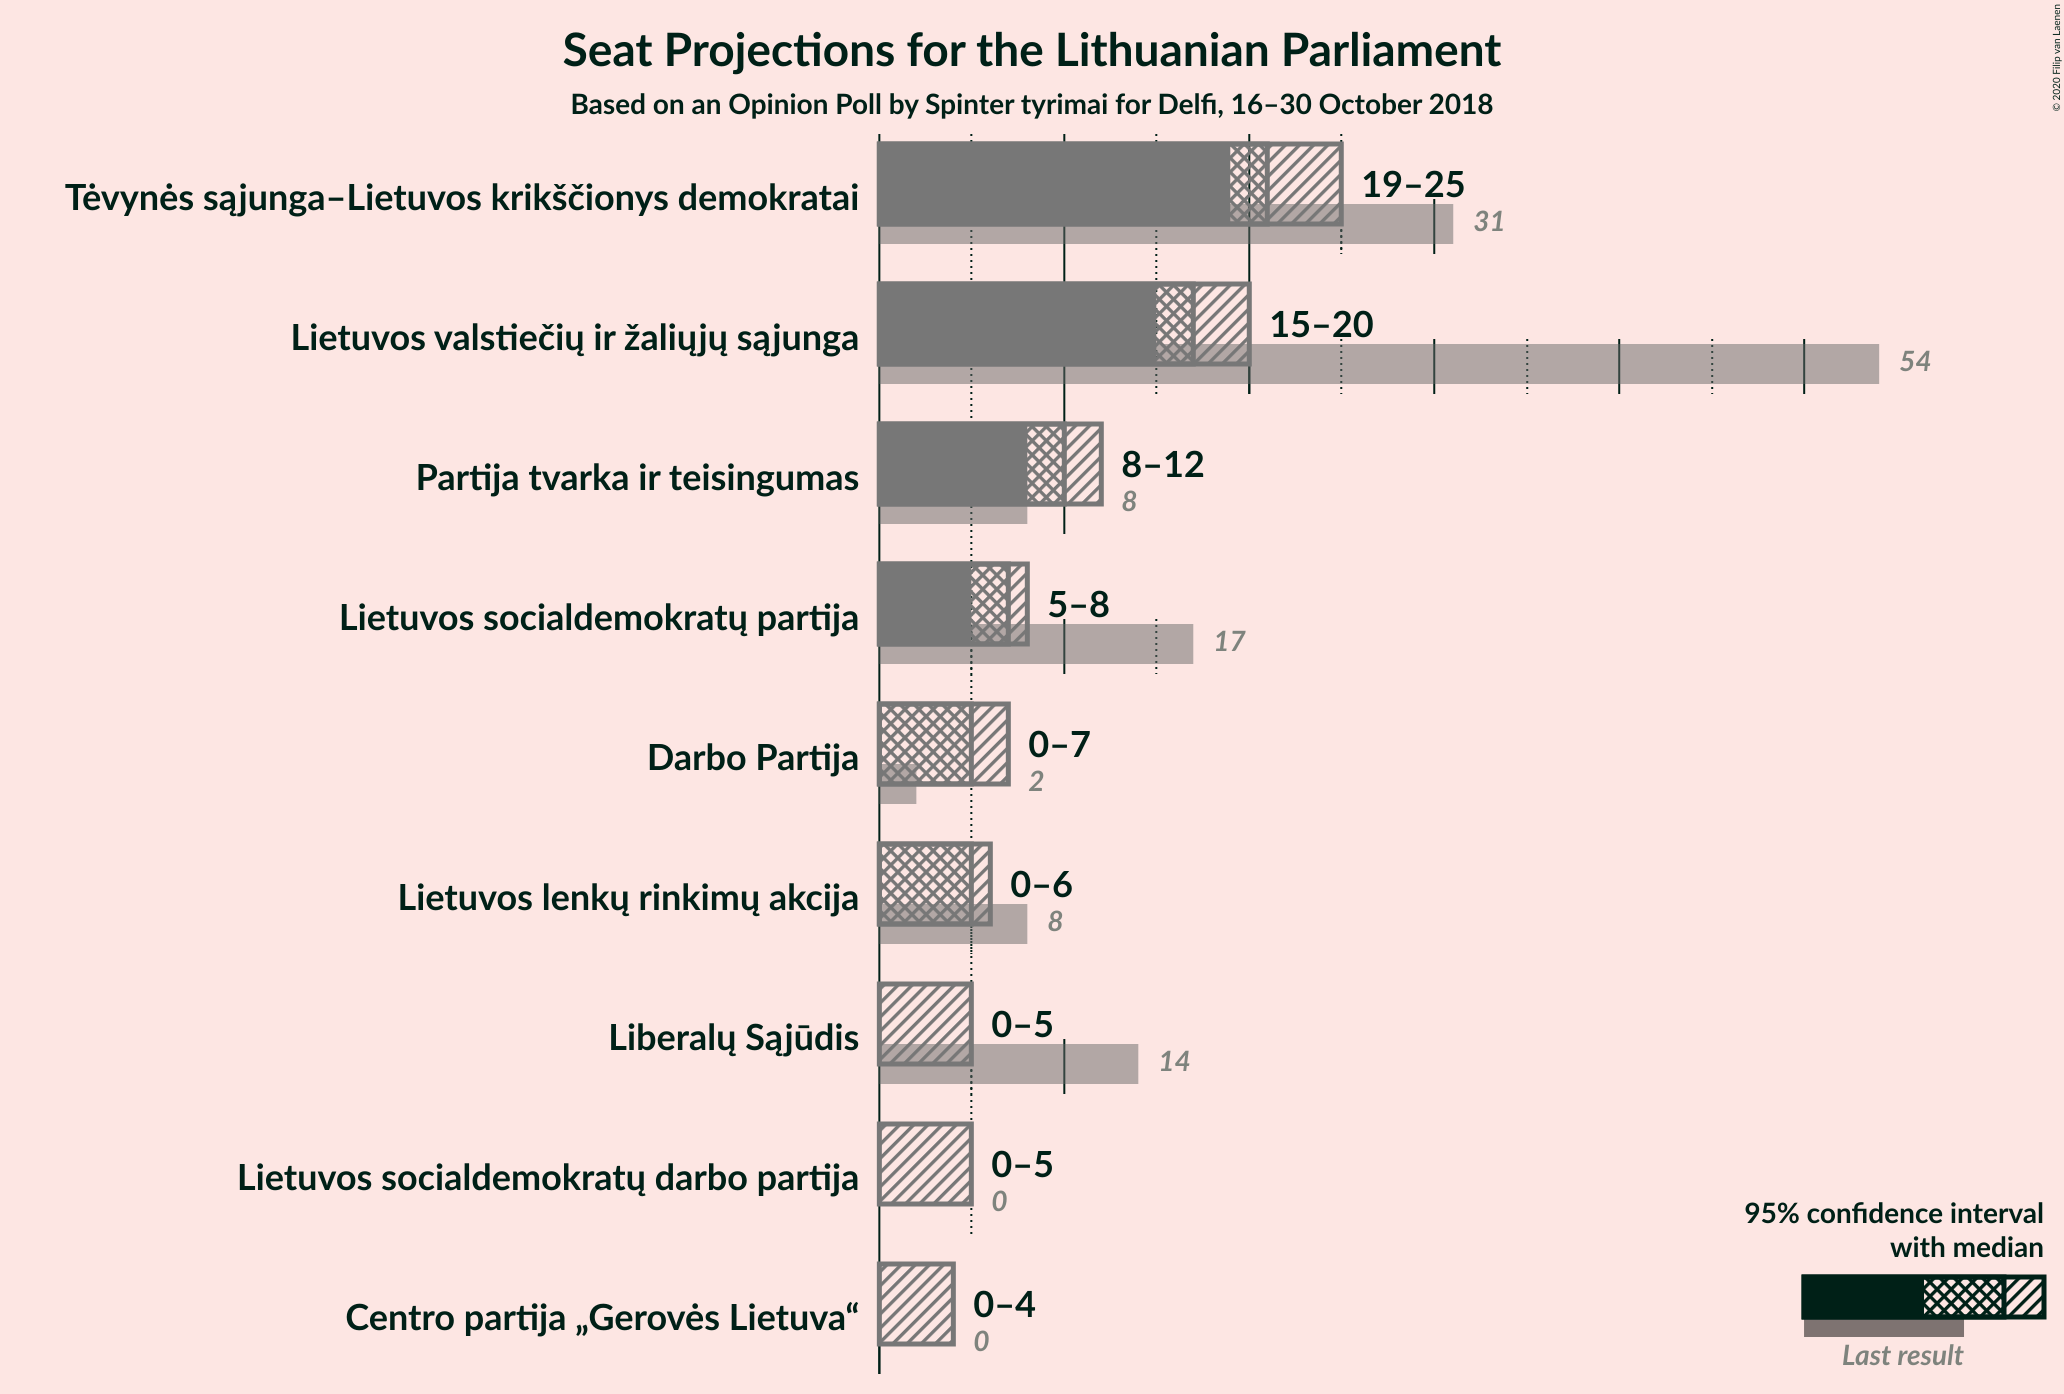 Seat Projections for the Lithuanian Parliament
Based on an Opinion Poll by Spinter tyrimai for Delfi, 16–30 October 2018
© 2020 Filip van Laenen
Tėvynės sąjunga–Lietuvos krikščionys demokratai
19–25
31
Lietuvos valstiečių ir žaliųjų sąjunga
15–20
54
Partija tvarka ir teisingumas
8–12
8
Lietuvos socialdemokratų partija
5–8
17
Darbo Partija
0–7
2
Lietuvos lenkų rinkimų akcija
0–6
8
Liberalų Sąjūdis
0–5
14
Lietuvos socialdemokratų darbo partija
0–5
0
Centro partija „Gerovės Lietuva“
0–4
0
95% confidence interval
with median
Last result